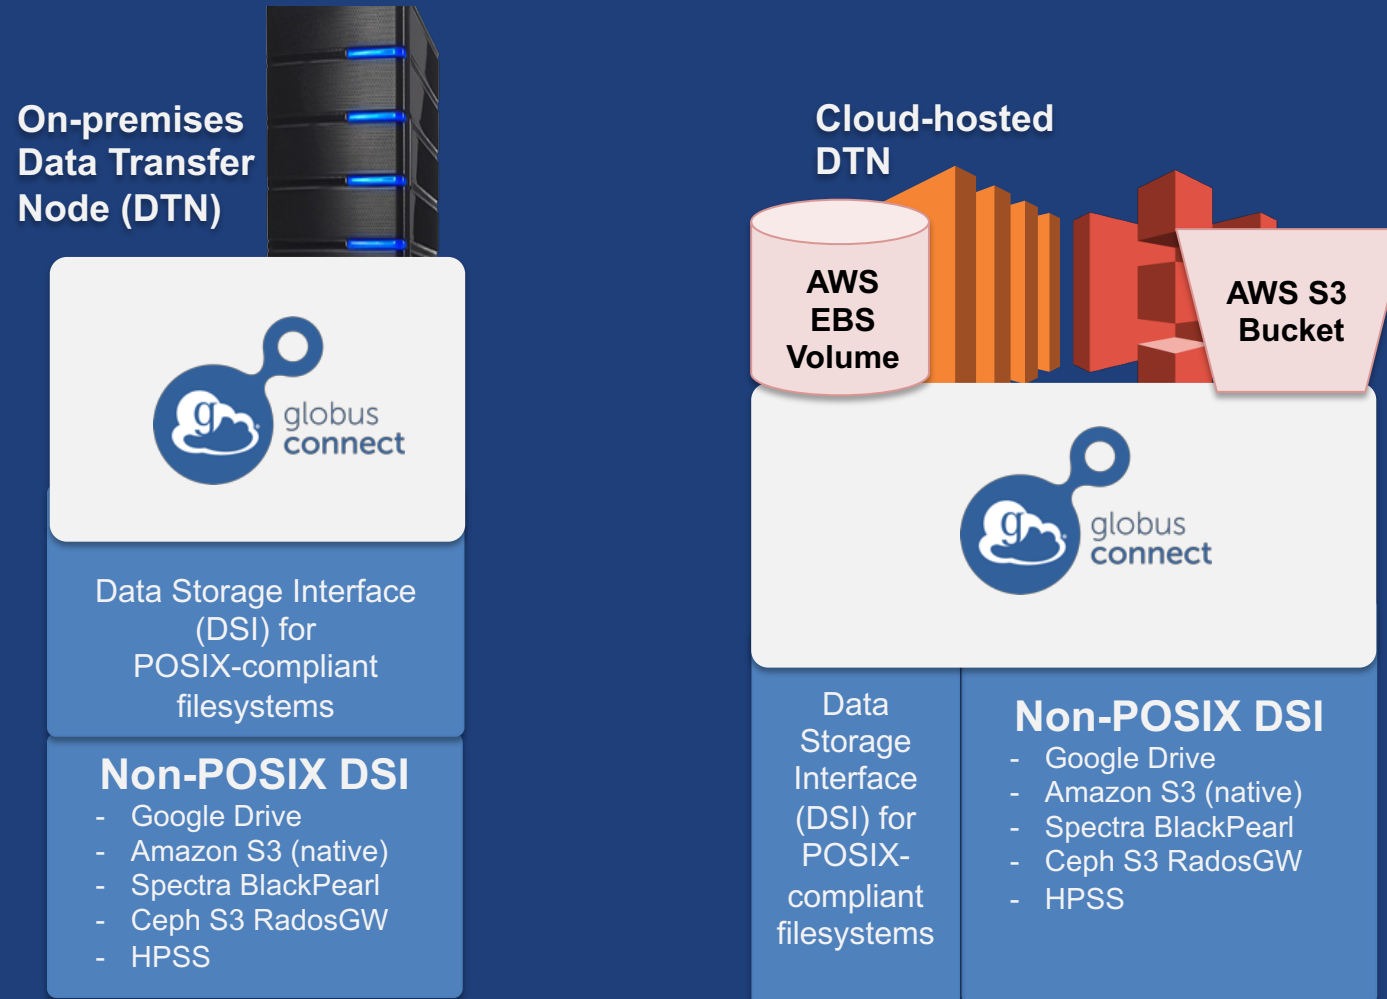 On-premises
Data Transfer
Node (DTN)
g
globus
connect
Data Storage Interface
(DSI) for
POSIX-compliant
filesystems
Non-POSIX DSI
- Google Drive
- Amazon S3 (native)
- Spectra BlackPearl
- Ceph S3 RadosGW
- HPSS
Cloud-hosted
DTN
AWS
EBS
Volume
AWS S3
Bucket
g
globus
connect
Data
Storage
Interface
(DSI) for
POSIX-
compliant
filesystems
Non-POSIX DSI
- Google Drive
- Amazon S3 (native)
- Spectra BlackPearl
- Ceph S3 RadosGW
- HPSS